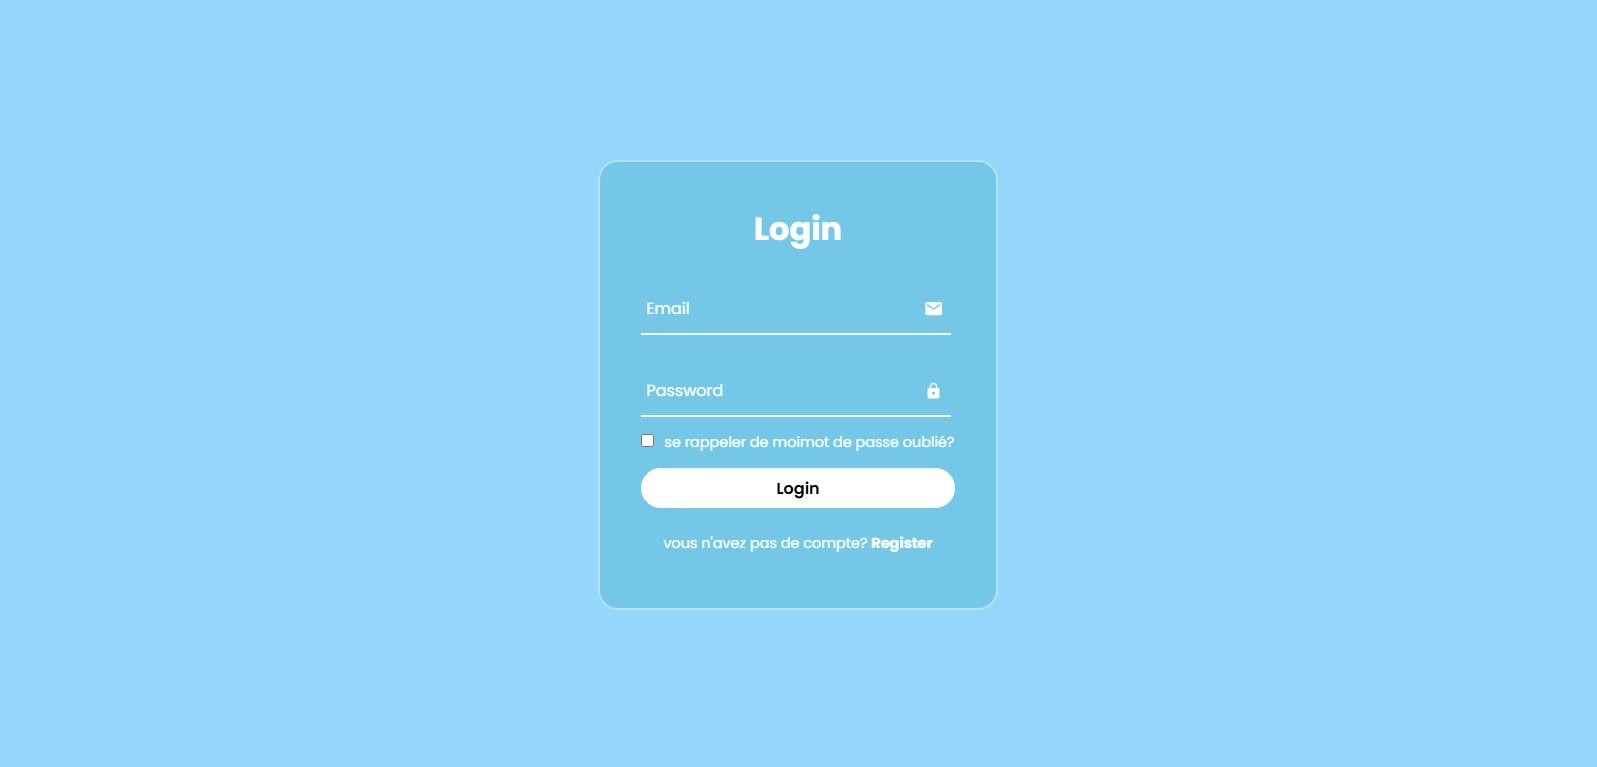 Login
Email
Password
se rappeler de moimot de passe oublié?
Login
vous n'avez pas de compte? Register